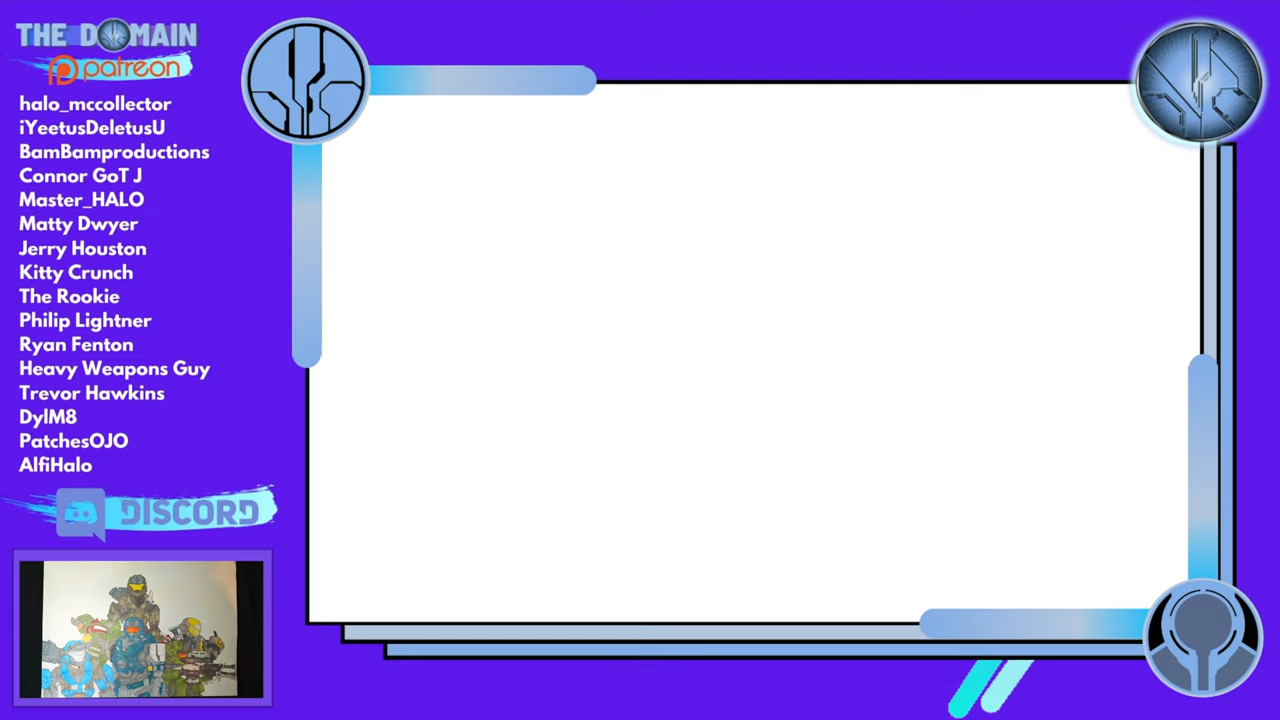 THE DOMAIN
patreon
halo_mccollector
iYeetusDeletusU
BamBamproductions
Connor GoT J
Master_HALO
Matty Dwyer
Jerry Houston
Kitty Crunch
The Rookie
Philip Lightner
Ryan Fenton
Heavy Weapons Guy
Trevor Hawkins
DylM8
PatchesOJO
AlfiHalo
DISCORD